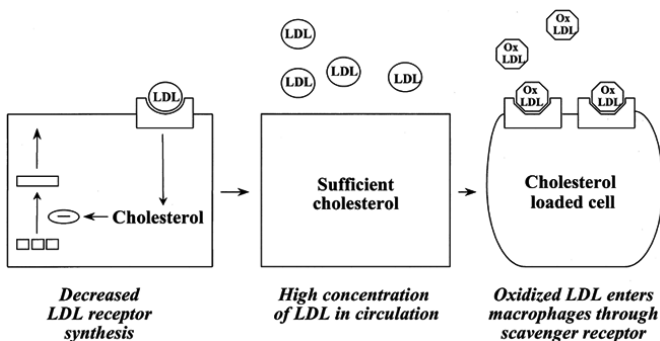 LDL
Cholesterol
−
Decreased
LDL receptor
synthesis
LDL
LDL
LDL
LDL
Sufficient
cholesterol
High concentration
of LDL in circulation
Ox
LDL
Ox
LDL
Ox
LDL
Ox
LDL
Cholesterol
loaded cell
Oxidized LDL enters
macrophages through
scavenger receptor